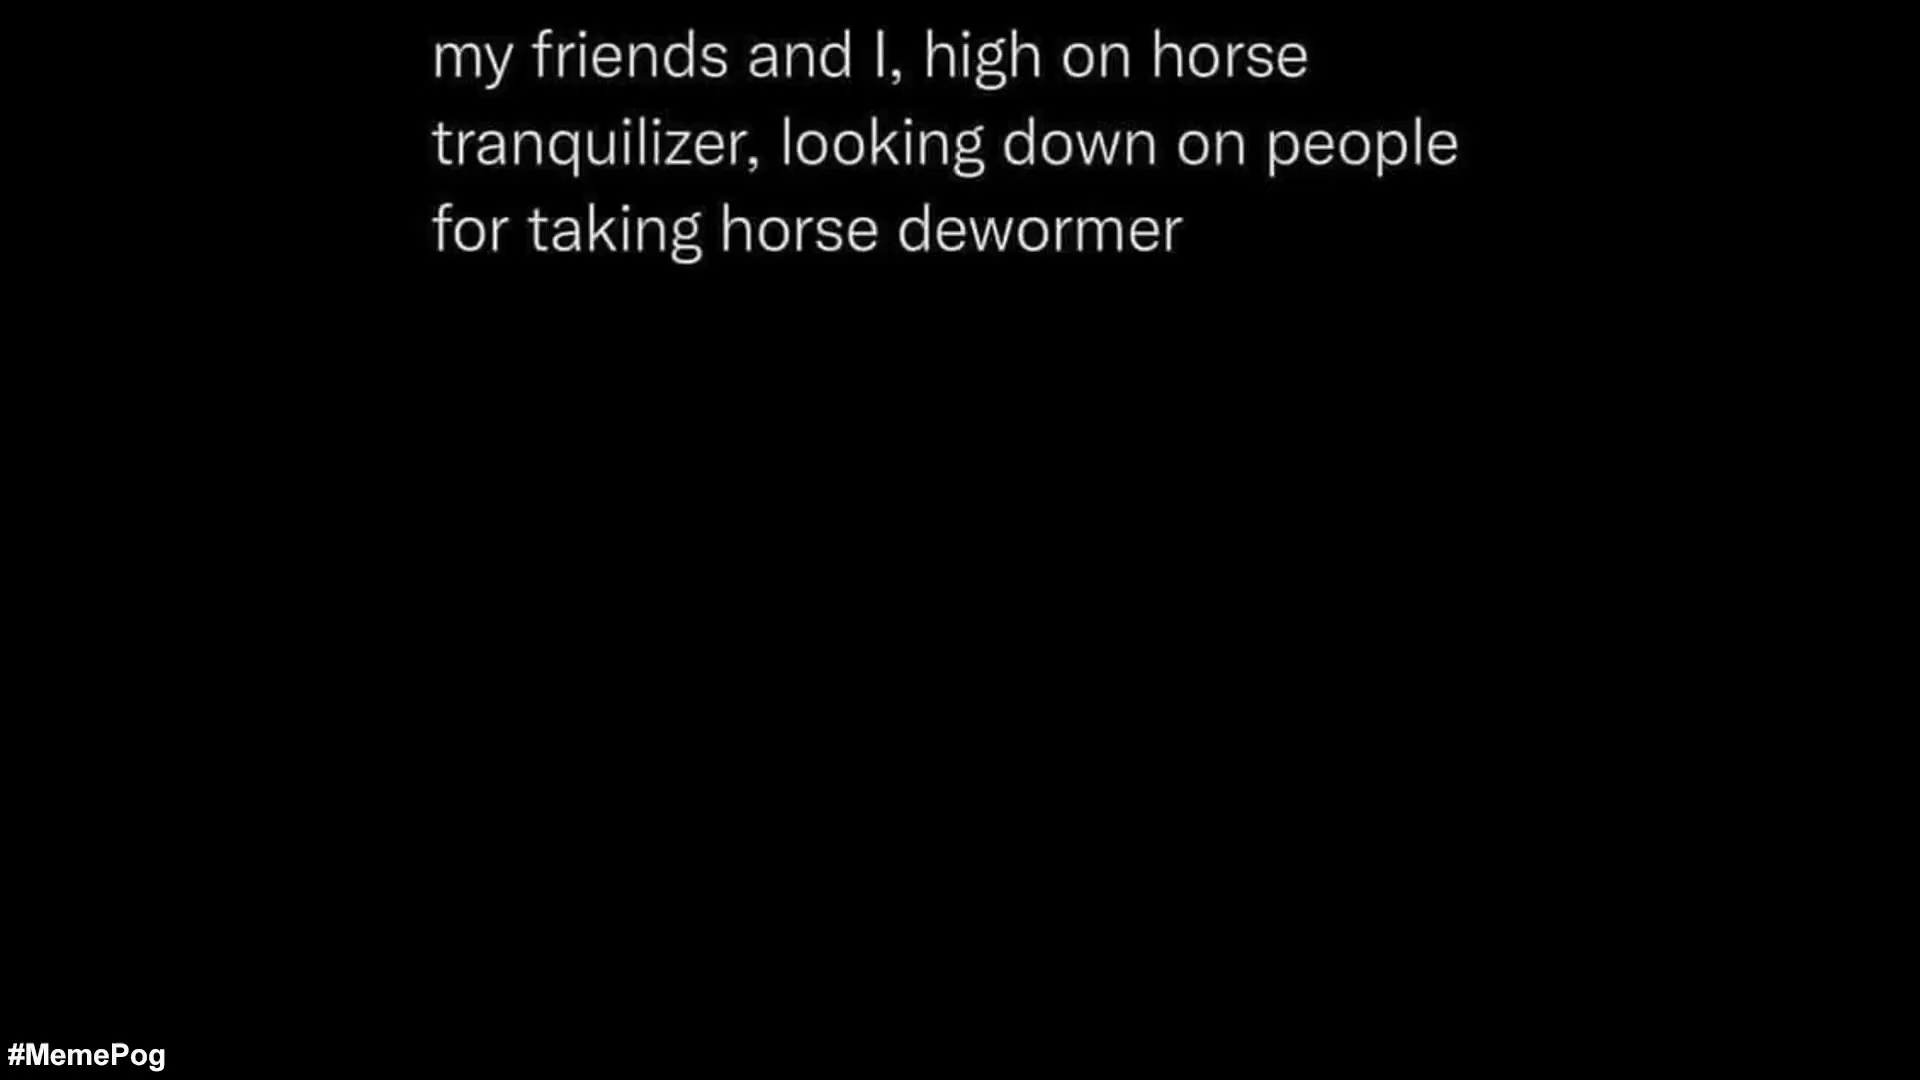 my friends and I, high on horse
tranquilizer, looking down on people
for taking horse dewormer
#MemePog